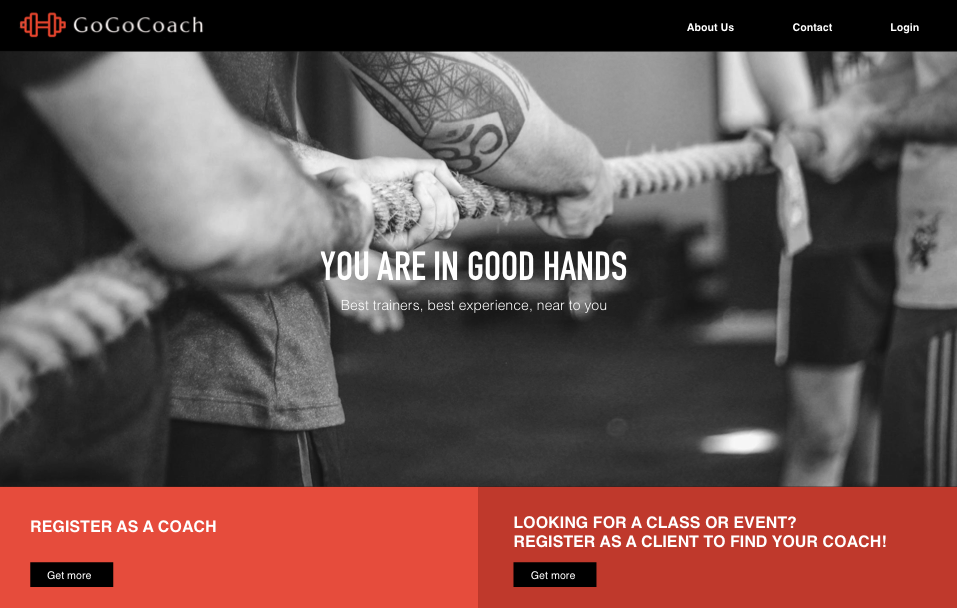 GoGoCoach
About Us
Contact
Login
YOU ARE IN GOOD HANDS
Best trainers, best experience, near to you
REGISTER AS A COACH
Get more
LOOKING FOR A CLASS OR EVENT?
REGISTER AS A CLIENT TO FIND YOUR COACH!
Get more